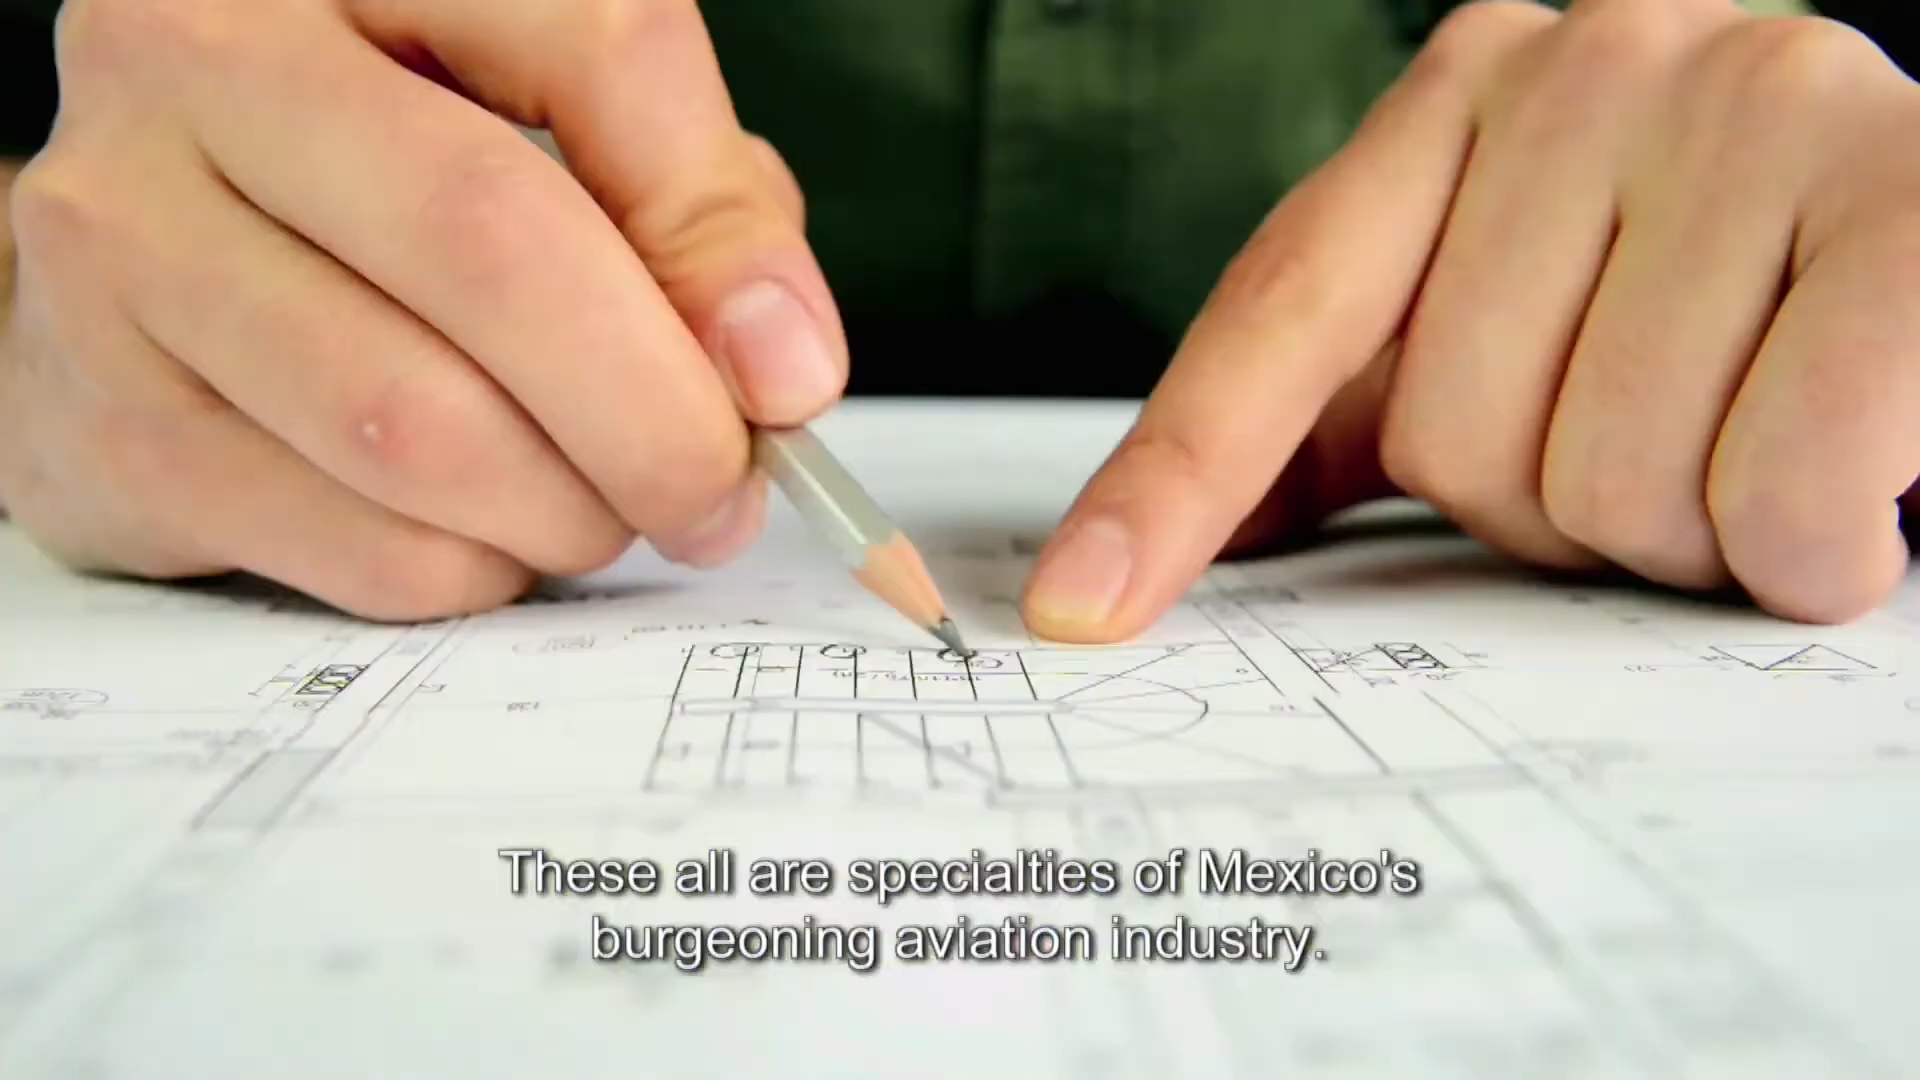 These all are specialties of Mexico's
burgeoning aviation industry.